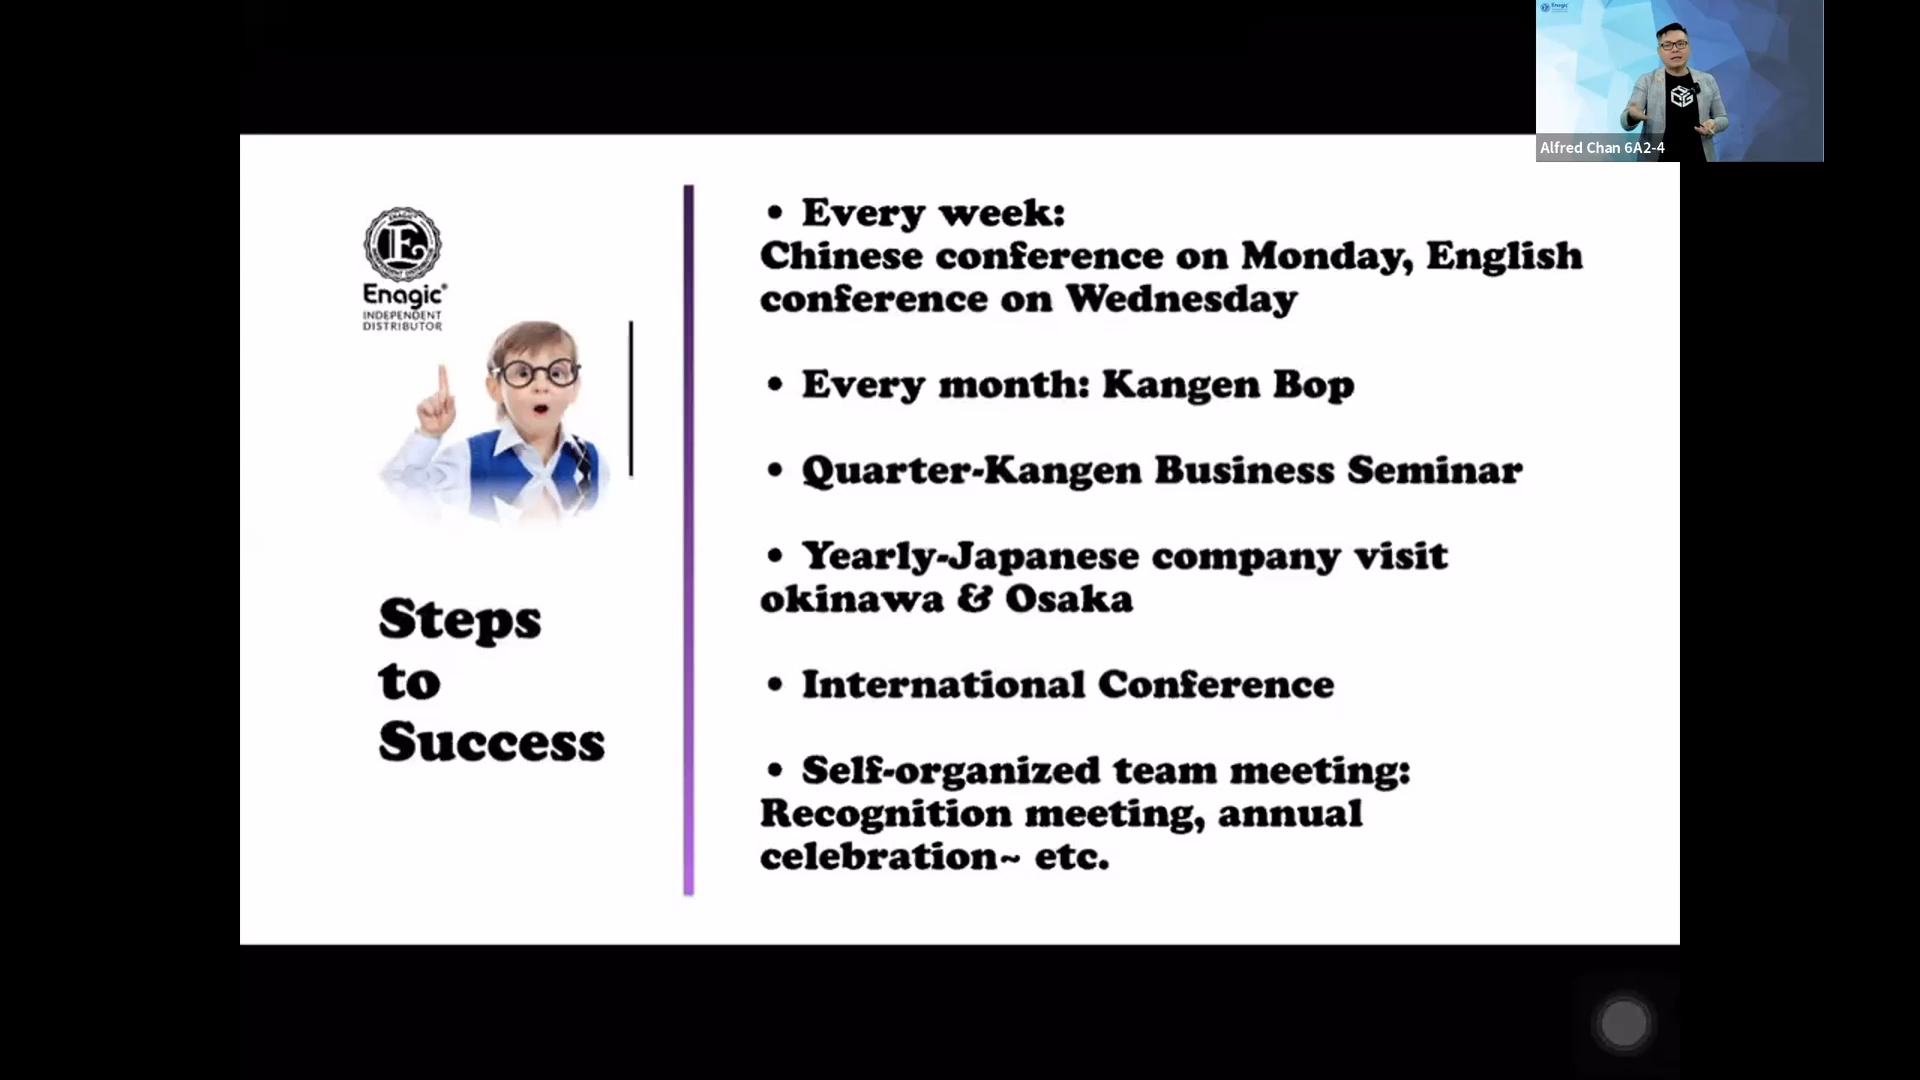 Enagic
Alfred Chan 6A2-4
E
Enagic®
INDEPENDENT
DISTRIBUTOR
Steps
to
Success
• Every week:
Chinese conference on Monday, English
conference on Wednesday
• Every month: Kangen Bop
• Quarter-Kangen Business Seminar
• Yearly-Japanese company visit
okinawa & Osaka
• International Conference
• Self-organized team meeting:
Recognition meeting, annual
celebration~ etc.